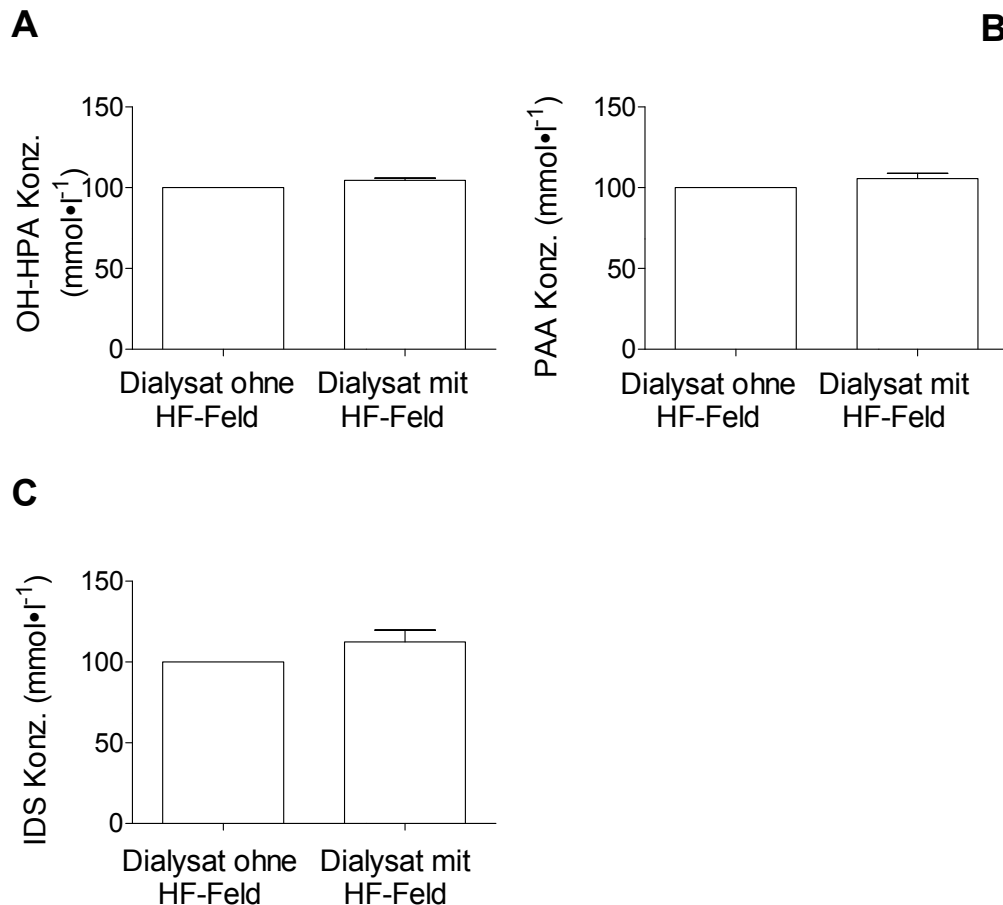 A
B
OH-HPA Konz.
(mmol•l⁻¹)
150
100
50
0
Dialysat ohne
HF-Feld
Dialysat mit
HF-Feld
PAA Konz. (mmol•l⁻¹)
150
100
50
0
Dialysat ohne
HF-Feld
Dialysat mit
HF-Feld
C
IDS Konz. (mmol•l⁻¹)
150
100
50
0
Dialysat ohne
HF-Feld
Dialysat mit
HF-Feld